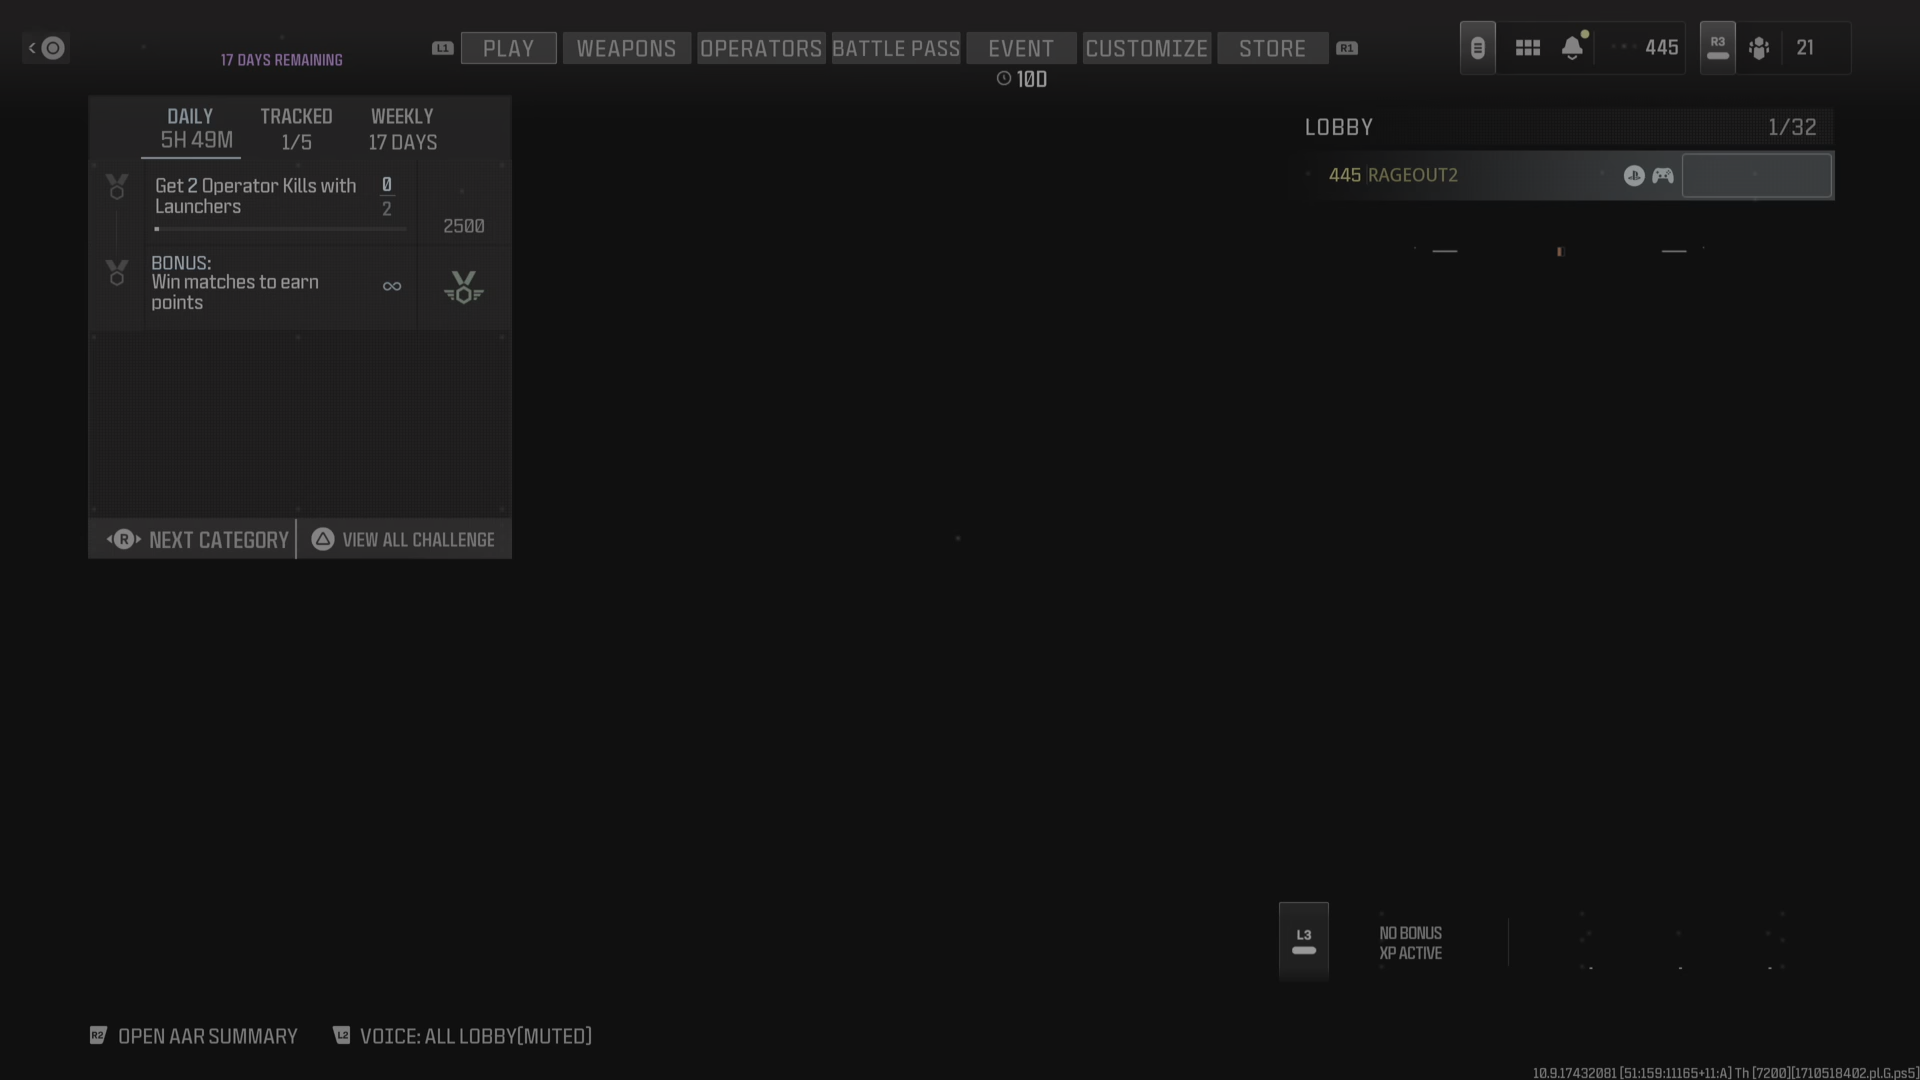 17 DAYS REMAINING
L1 PLAY WEAPONS OPERATORS BATTLE PASS EVENT CUSTOMIZE STORE R1
10D
445 R3 21
DAILY TRACKED WEEKLY
5H 49M 1/5 17 DAYS
Get 2 Operator Kills with
Launchers
0
2
2500
BONUS:
Win matches to earn
points
∞
R NEXT CATEGORY VIEW ALL CHALLENGE
LOBBY 1/32
445 RAGEOUT2
L3 NO BONUS
XP ACTIVE
R2 OPEN AAR SUMMARY L2 VOICE: ALL LOBBY(MUTED)
10.9.17432081 [51:159:11165+11:A] Th [7200][1710518402.pl.G.ps5]